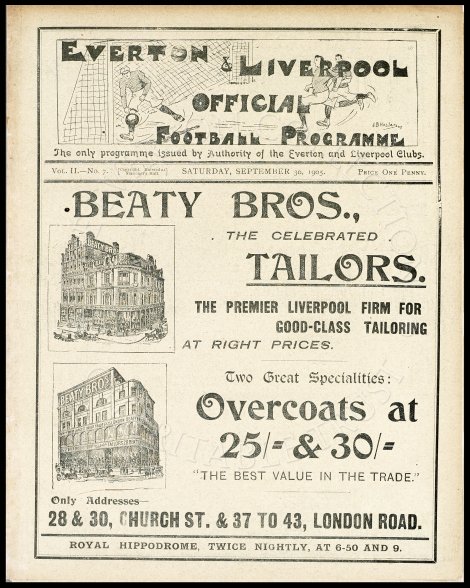 EVERTON & LIVERPOOL
OFFICIAL
FOOTBALL PROGRAMME
The only programme issued by Authority of the Everton and Liverpool Clubs.
VOL. II.—No. 7. SATURDAY, SEPTEMBER 30, 1905. PRICE ONE PENNY.
BEATY BROS.,
THE CELEBRATED
TAILORS.
THE PREMIER LIVERPOOL FIRM FOR
GOOD-CLASS TAILORING
AT RIGHT PRICES.
BEATY BROS
Two Great Specialities:
Overcoats at
25/= & 30/=
"THE BEST VALUE IN THE TRADE."
BEATY BROS
Only Addresses—
28 & 30, CHURCH ST. & 37 TO 43, LONDON ROAD.
ROYAL HIPPODROME, TWICE NIGHTLY, AT 6-50 AND 9.